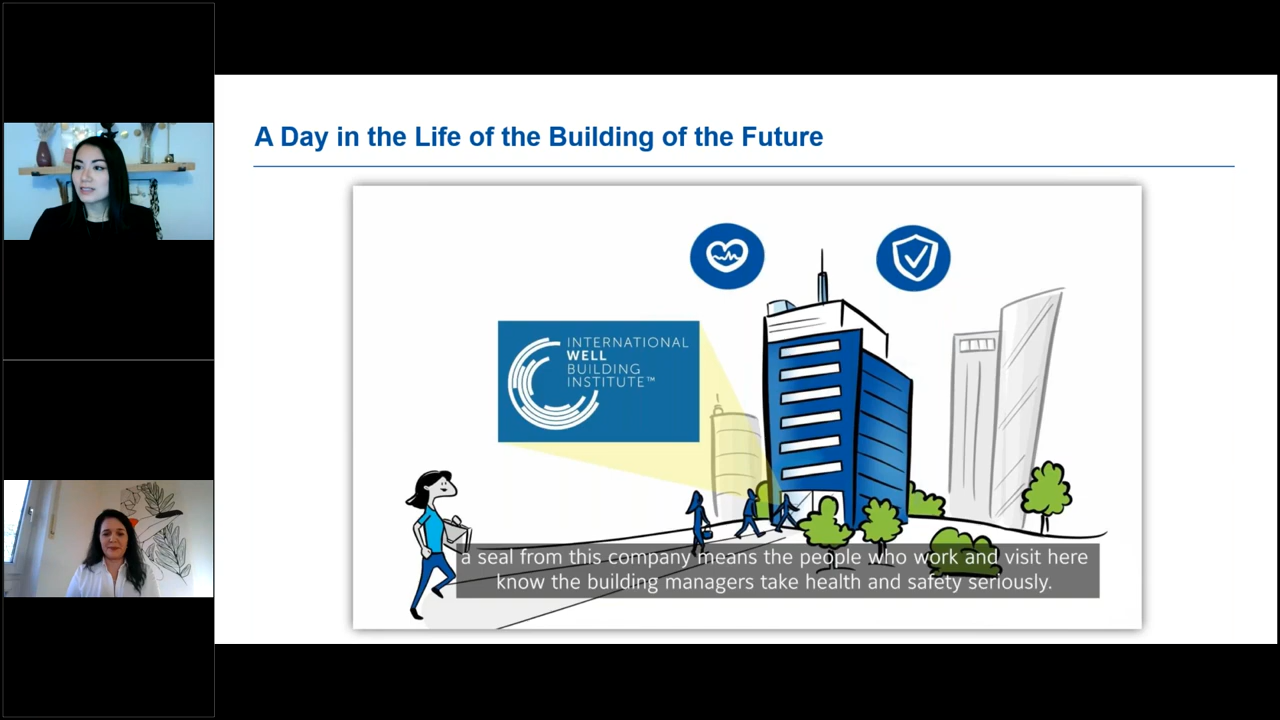 A Day in the Life of the Building of the Future
INTERNATIONAL
WELL
BUILDING
INSTITUTE™
a seal from this company means the people who work and visit here
know the building managers take health and safety seriously.